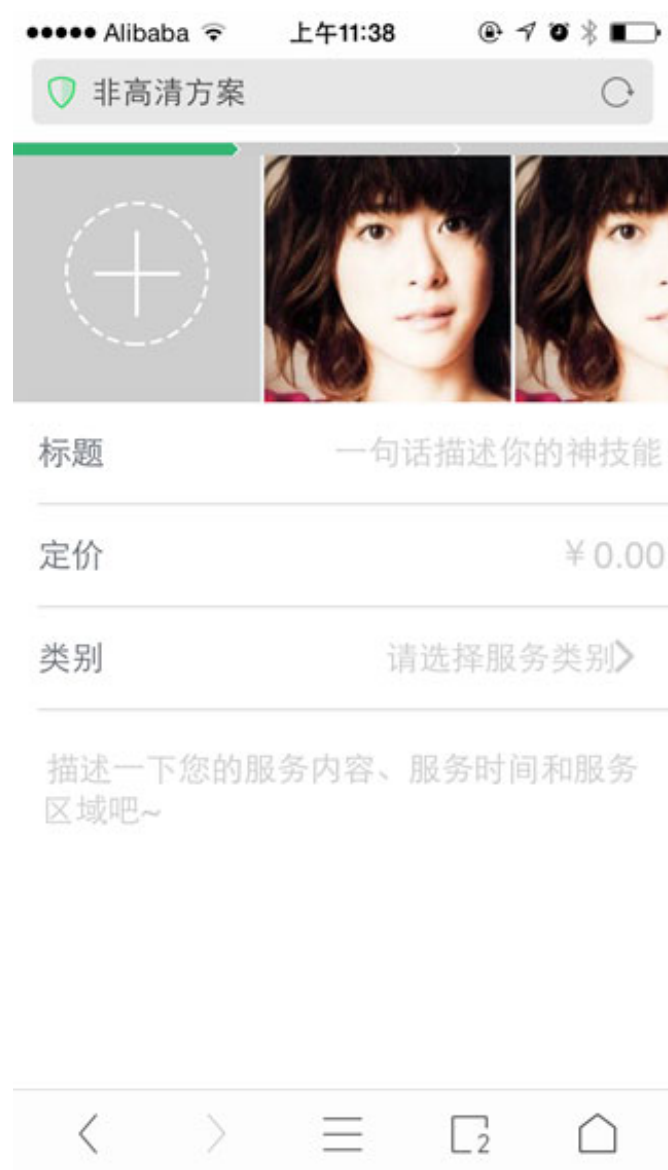 Alibaba 上午11:38
非高清方案
标题 一句话描述你的神技能
定价 ¥0.00
类别 请选择服务类别
描述一下您的服务内容、服务时间和服务
区域吧~
2